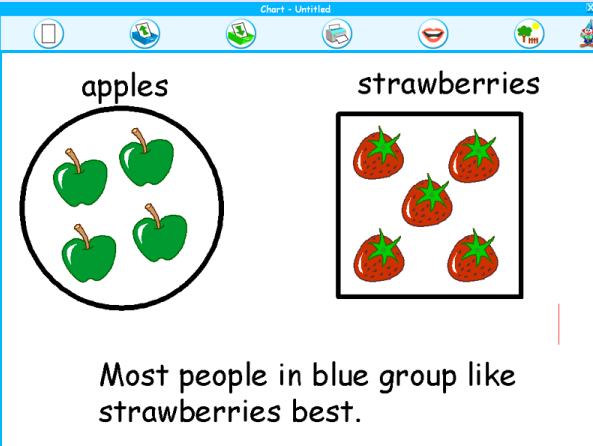 Chart - Untitled
apples
strawberries
Most people in blue group like
strawberries best.